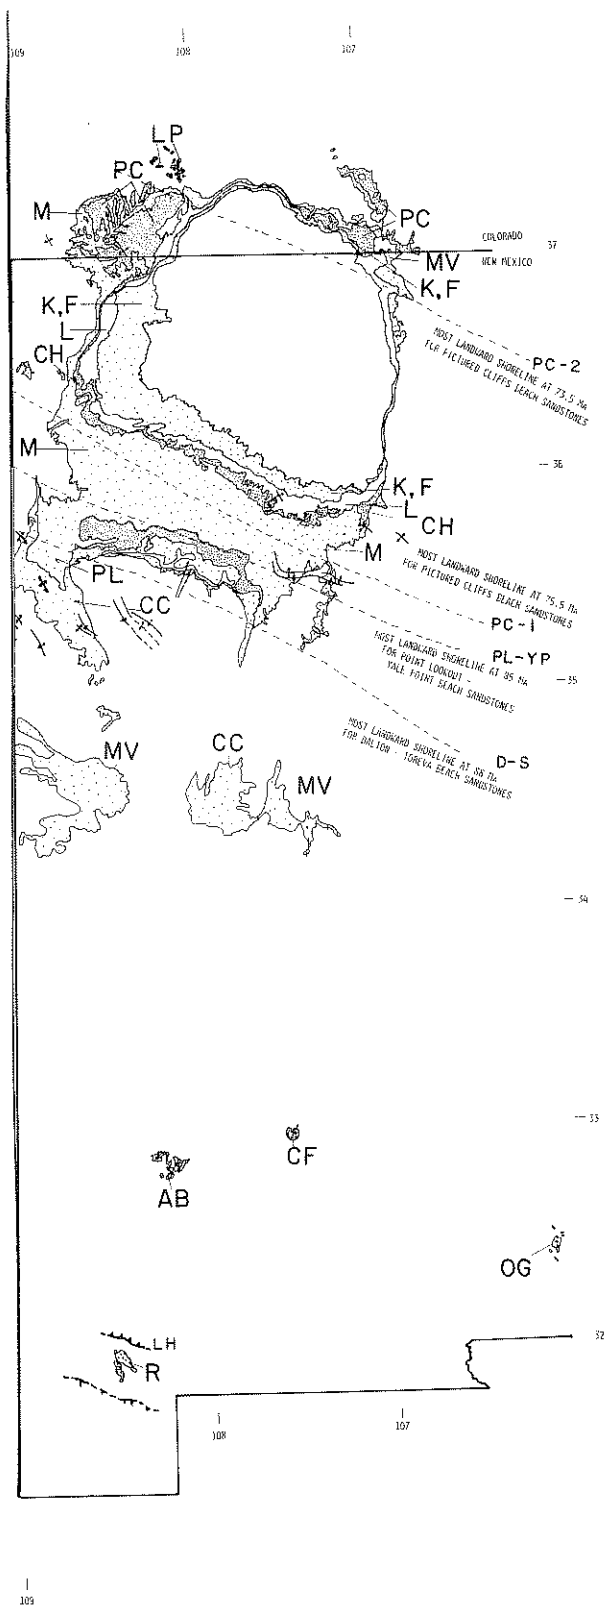 109
108
107
LP
PC
M
PC
COLORADO
37
NEW MEXICO
MV
K,F
K,F
L
CH
MOST LANDWARD SHORELINE AT 73.5 Ma
FOR PICTURED CLIFFS BEACH SANDSTONES
PC-2
M
36
K,F
L
CH
M
MOST LANDWARD SHORELINE AT 75.5 Ma
FOR PICTURED CLIFFS BEACH SANDSTONES
PC-1
PL
CC
MOST LANDWARD SHORELINE AT 85 Ma
FOR POINT LOOKOUT -
YALE POINT BEACH SANDSTONES
PL-YP
35
MOST LANDWARD SHORELINE AT 88 Ma
FOR DALTON - TOREVA BEACH SANDSTONES
D-S
MV
CC
MV
34
33
CF
AB
OG
32
LH
R
108
107
109